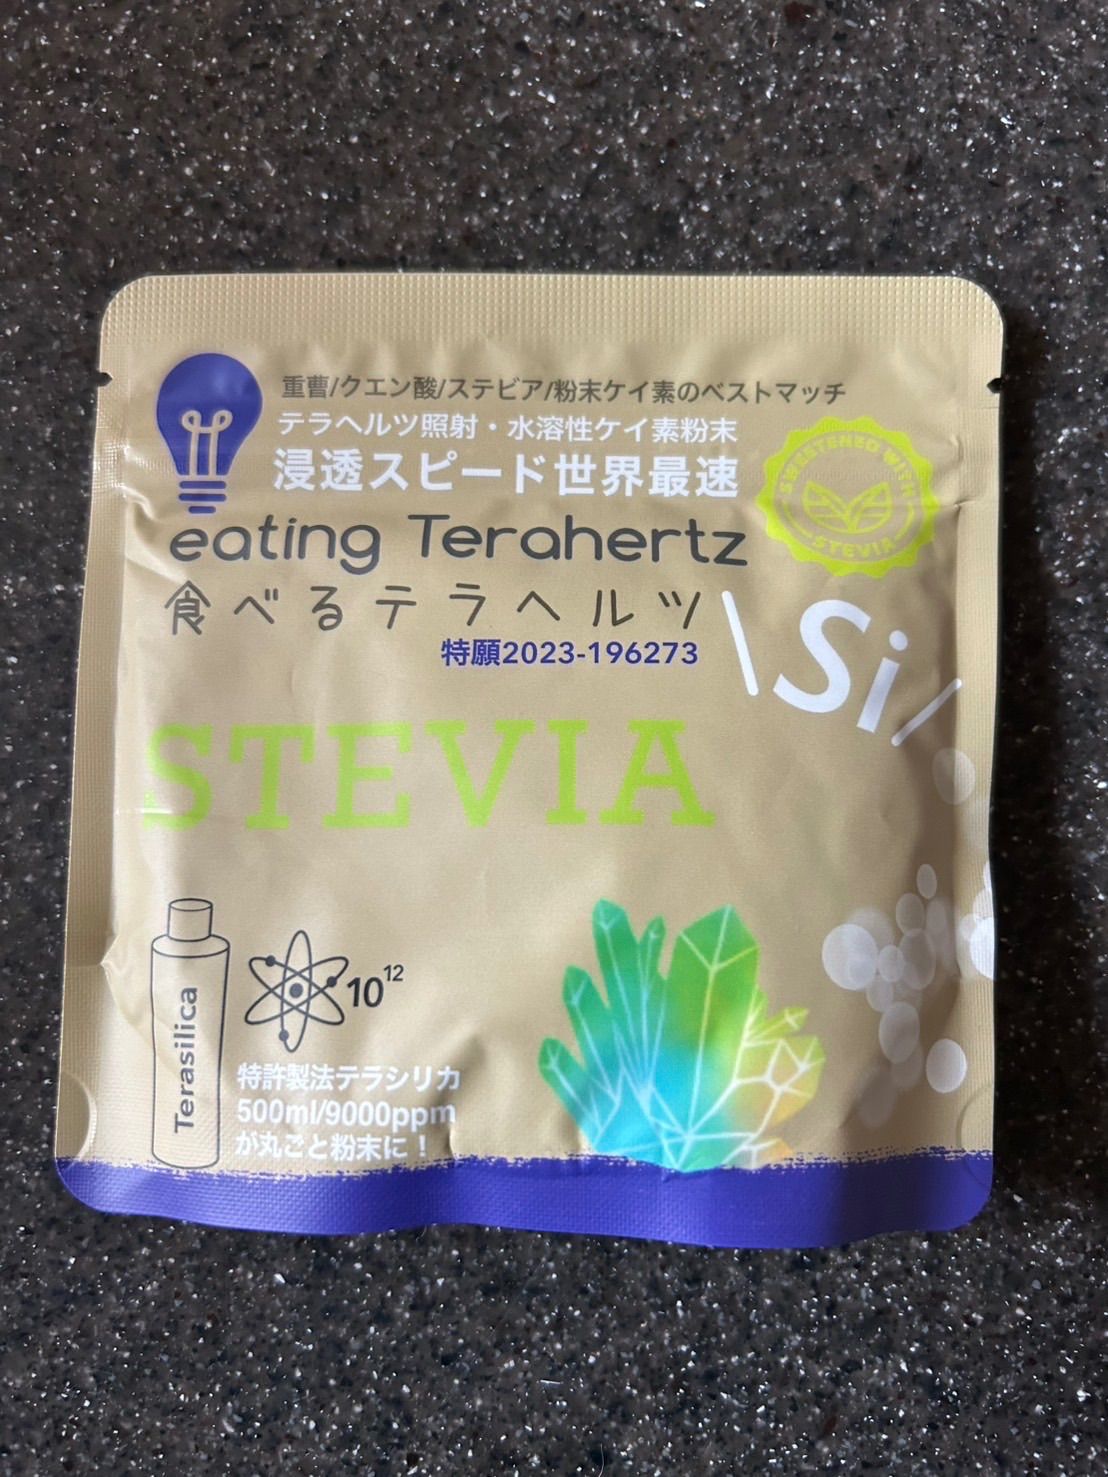 重曹/クエン酸/ステビア/粉末ケイ素のベストマッチ
テラヘルツ照射・水溶性ケイ素粉末
浸透スピード世界最速
eating Terahertz
食べるテラヘルツ
特願2023-196273
SWEETENED WITH
STEVIA
\Si/
STEVIA
Terasilica
10¹²
特許製法テラシリカ
500ml/9000ppm
が丸ごと粉末に!